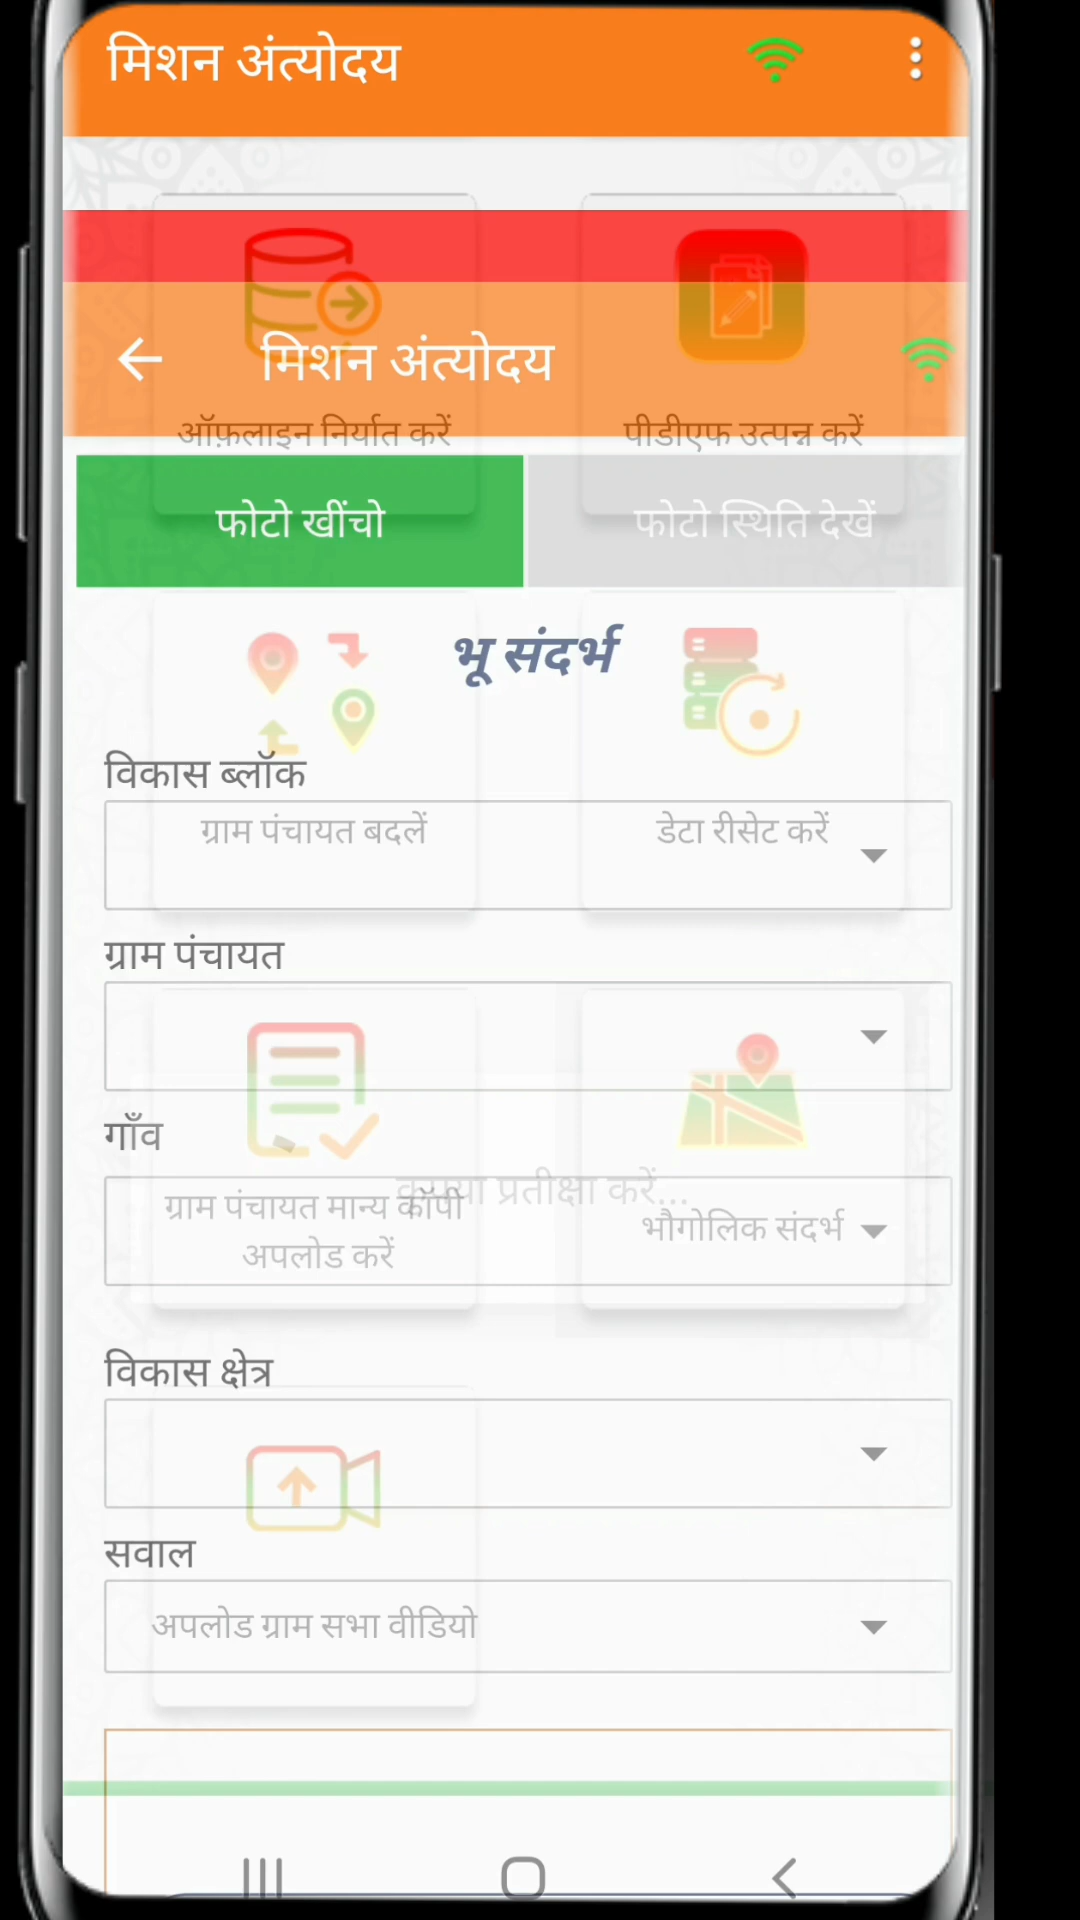 मिशन अंत्योदय
मिशन अंत्योदय
ऑफ़लाइन निर्यात करें
पीडीएफ उत्पन्न करें
फोटो खींचो
फोटो स्थिति देखें
भू संदर्भ
विकास ब्लॉक
ग्राम पंचायत बदलें
डेटा रीसेट करें
ग्राम पंचायत
गाँव
कृपया प्रतीक्षा करें...
ग्राम पंचायत मान्य कॉपी
अपलोड करें
भौगोलिक संदर्भ
विकास क्षेत्र
सवाल
अपलोड ग्राम सभा वीडियो